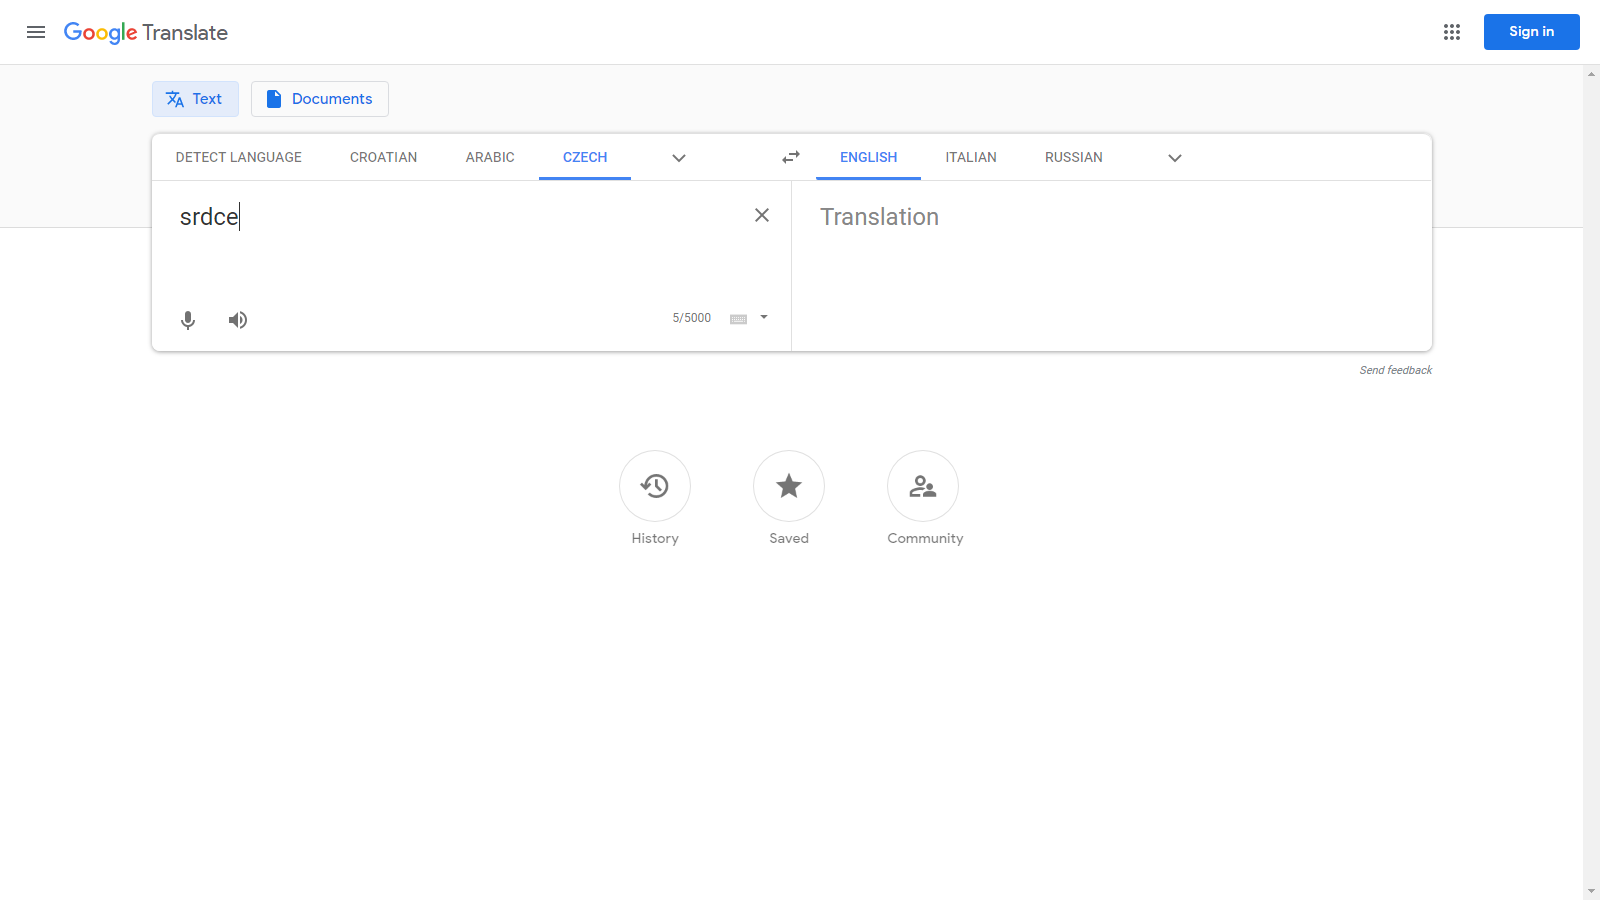 Google Translate
Sign in
Text
Documents
DETECT LANGUAGE
CROATIAN
ARABIC
CZECH
ENGLISH
ITALIAN
RUSSIAN
srdce
Translation
5/5000
Send feedback
History
Saved
Community